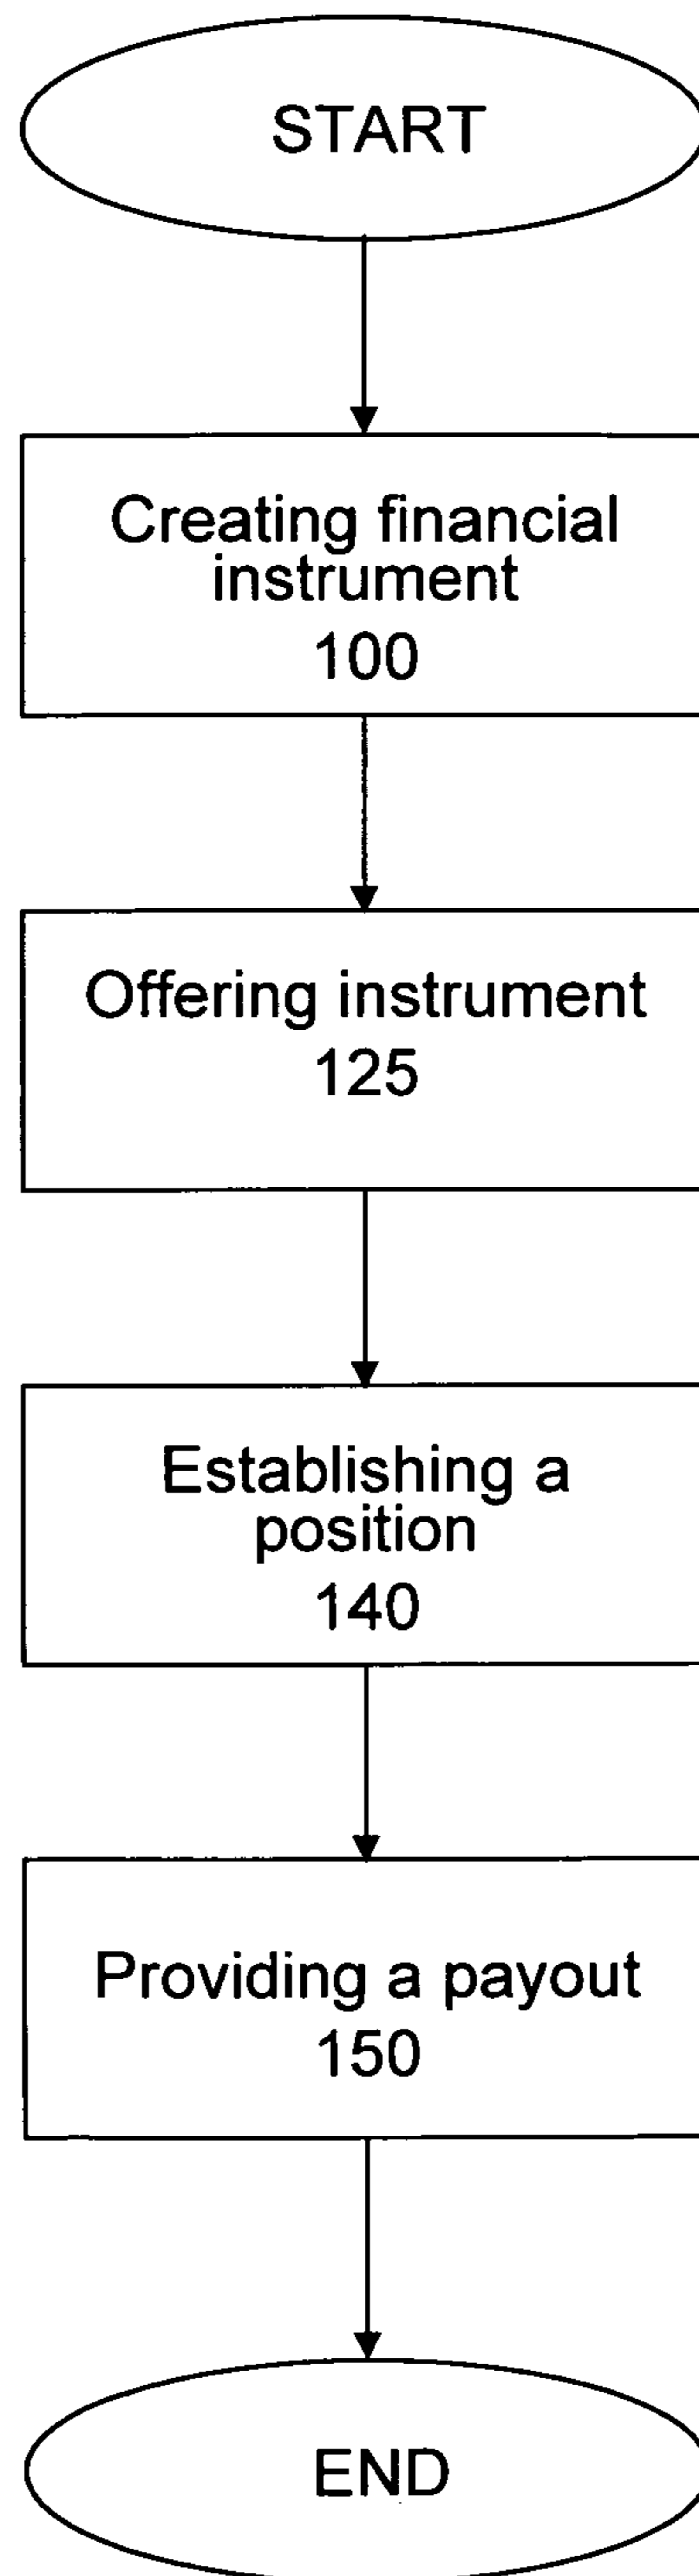 START
Creating financial
instrument
100
Offering instrument
125
Establishing a
position
140
Providing a payout
150
END